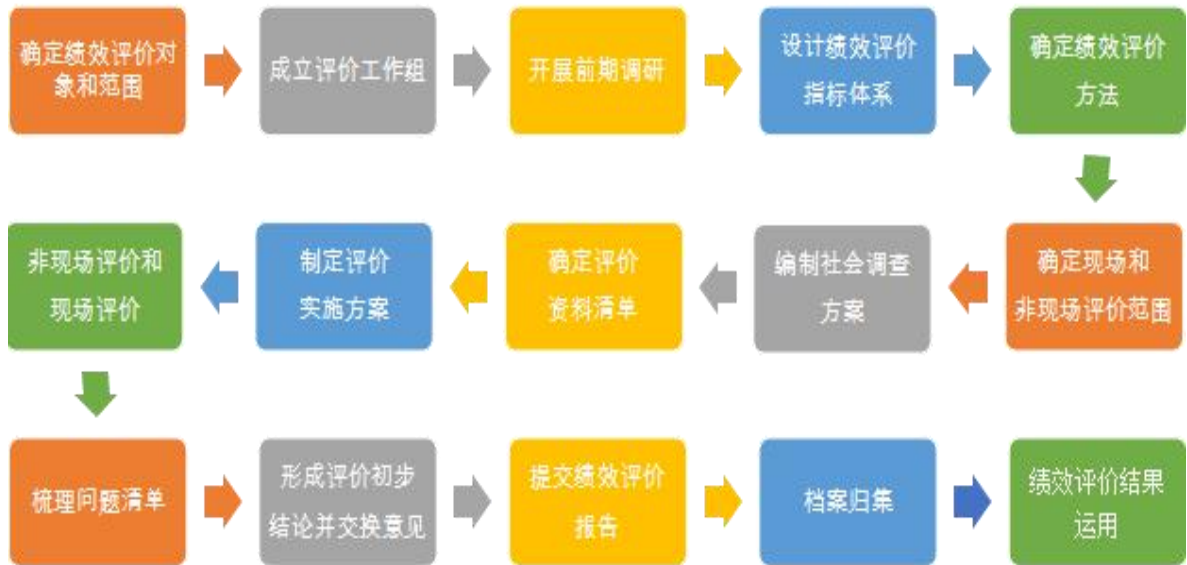 确定绩效评价对
象和范围
成立评价工作组
开展前期调研
设计绩效评价
指标体系
确定绩效评价
方法
确定现场和
非现场评价范围
编制社会调查
方案
确定评价
资料清单
制定评价
实施方案
非现场评价和
现场评价
梳理问题清单
形成评价初步
结论并交换意见
提交绩效评价
报告
档案归集
绩效评价结果
运用